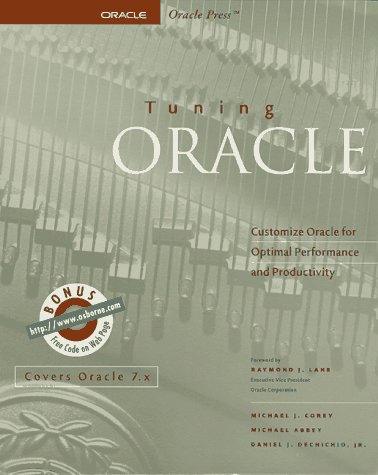 ORACLE
Oracle Press™
Tuning
ORACLE
Customize Oracle for
Optimal Performance
and Productivity
BONUS
http://www.osborne.com
Free Code on Web Page
Covers Oracle 7.x
Foreword by
RAYMOND J. LANE
Executive Vice President
Oracle Corporation
MICHAEL J. COREY
MICHAEL ABBEY
DANIEL J. DECHICHIO, JR.